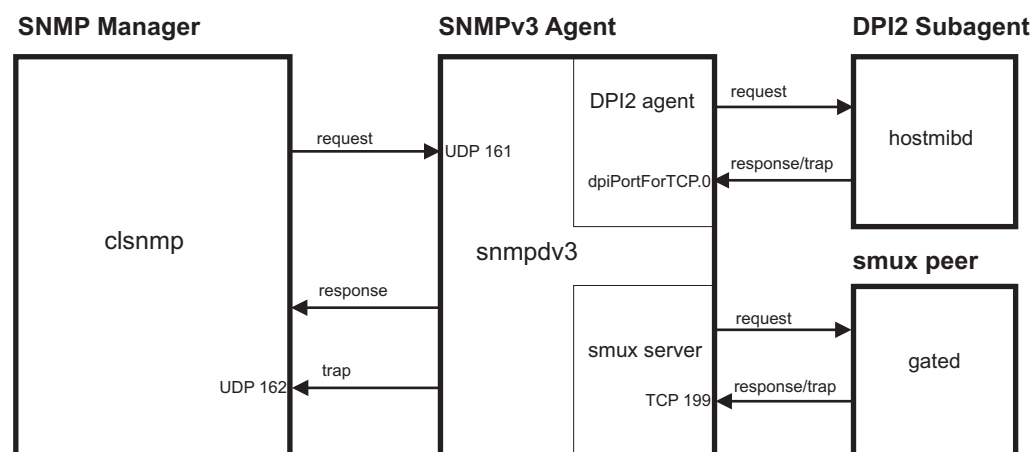 SNMP Manager
SNMPv3 Agent
DPI2 Subagent
clsnmp
request
response
trap
UDP 162
UDP 161
snmpdv3
DPI2 agent
dpiPortForTCP.0
smux server
TCP 199
request
response/trap
hostmibd
smux peer
request
response/trap
gated